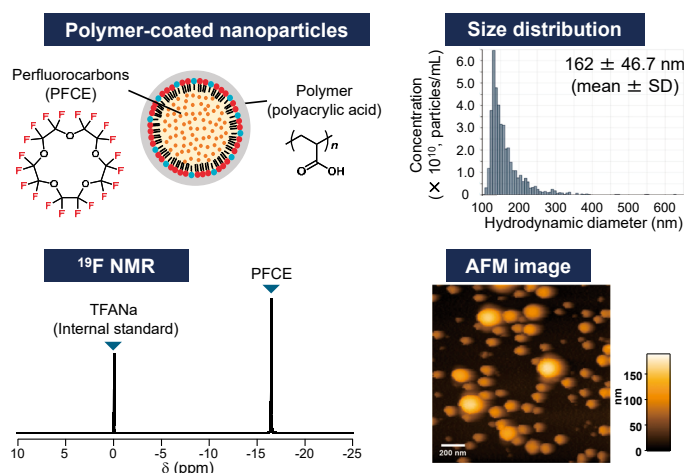 Polymer-coated nanoparticles
Perfluorocarbons
(PFCE)
Polymer
(polyacrylic acid)
F F F F
F F
F O O F
F F
F F
O O
F O F
F F
F F F F
n
O OH
Size distribution
162 ± 46.7 nm
(mean ± SD)
Concentration
(× 10¹⁰, particles/mL)
6.0
5.0
4.0
3.0
2.0
1.0
0
100 200 300 400 500 600
Hydrodynamic diameter (nm)
¹⁹F NMR
PFCE
TFANa
(Internal standard)
10 5 0 -5 -10 -15 -20 -25
δ (ppm)
AFM image
200 nm
150
100
50
0
nm